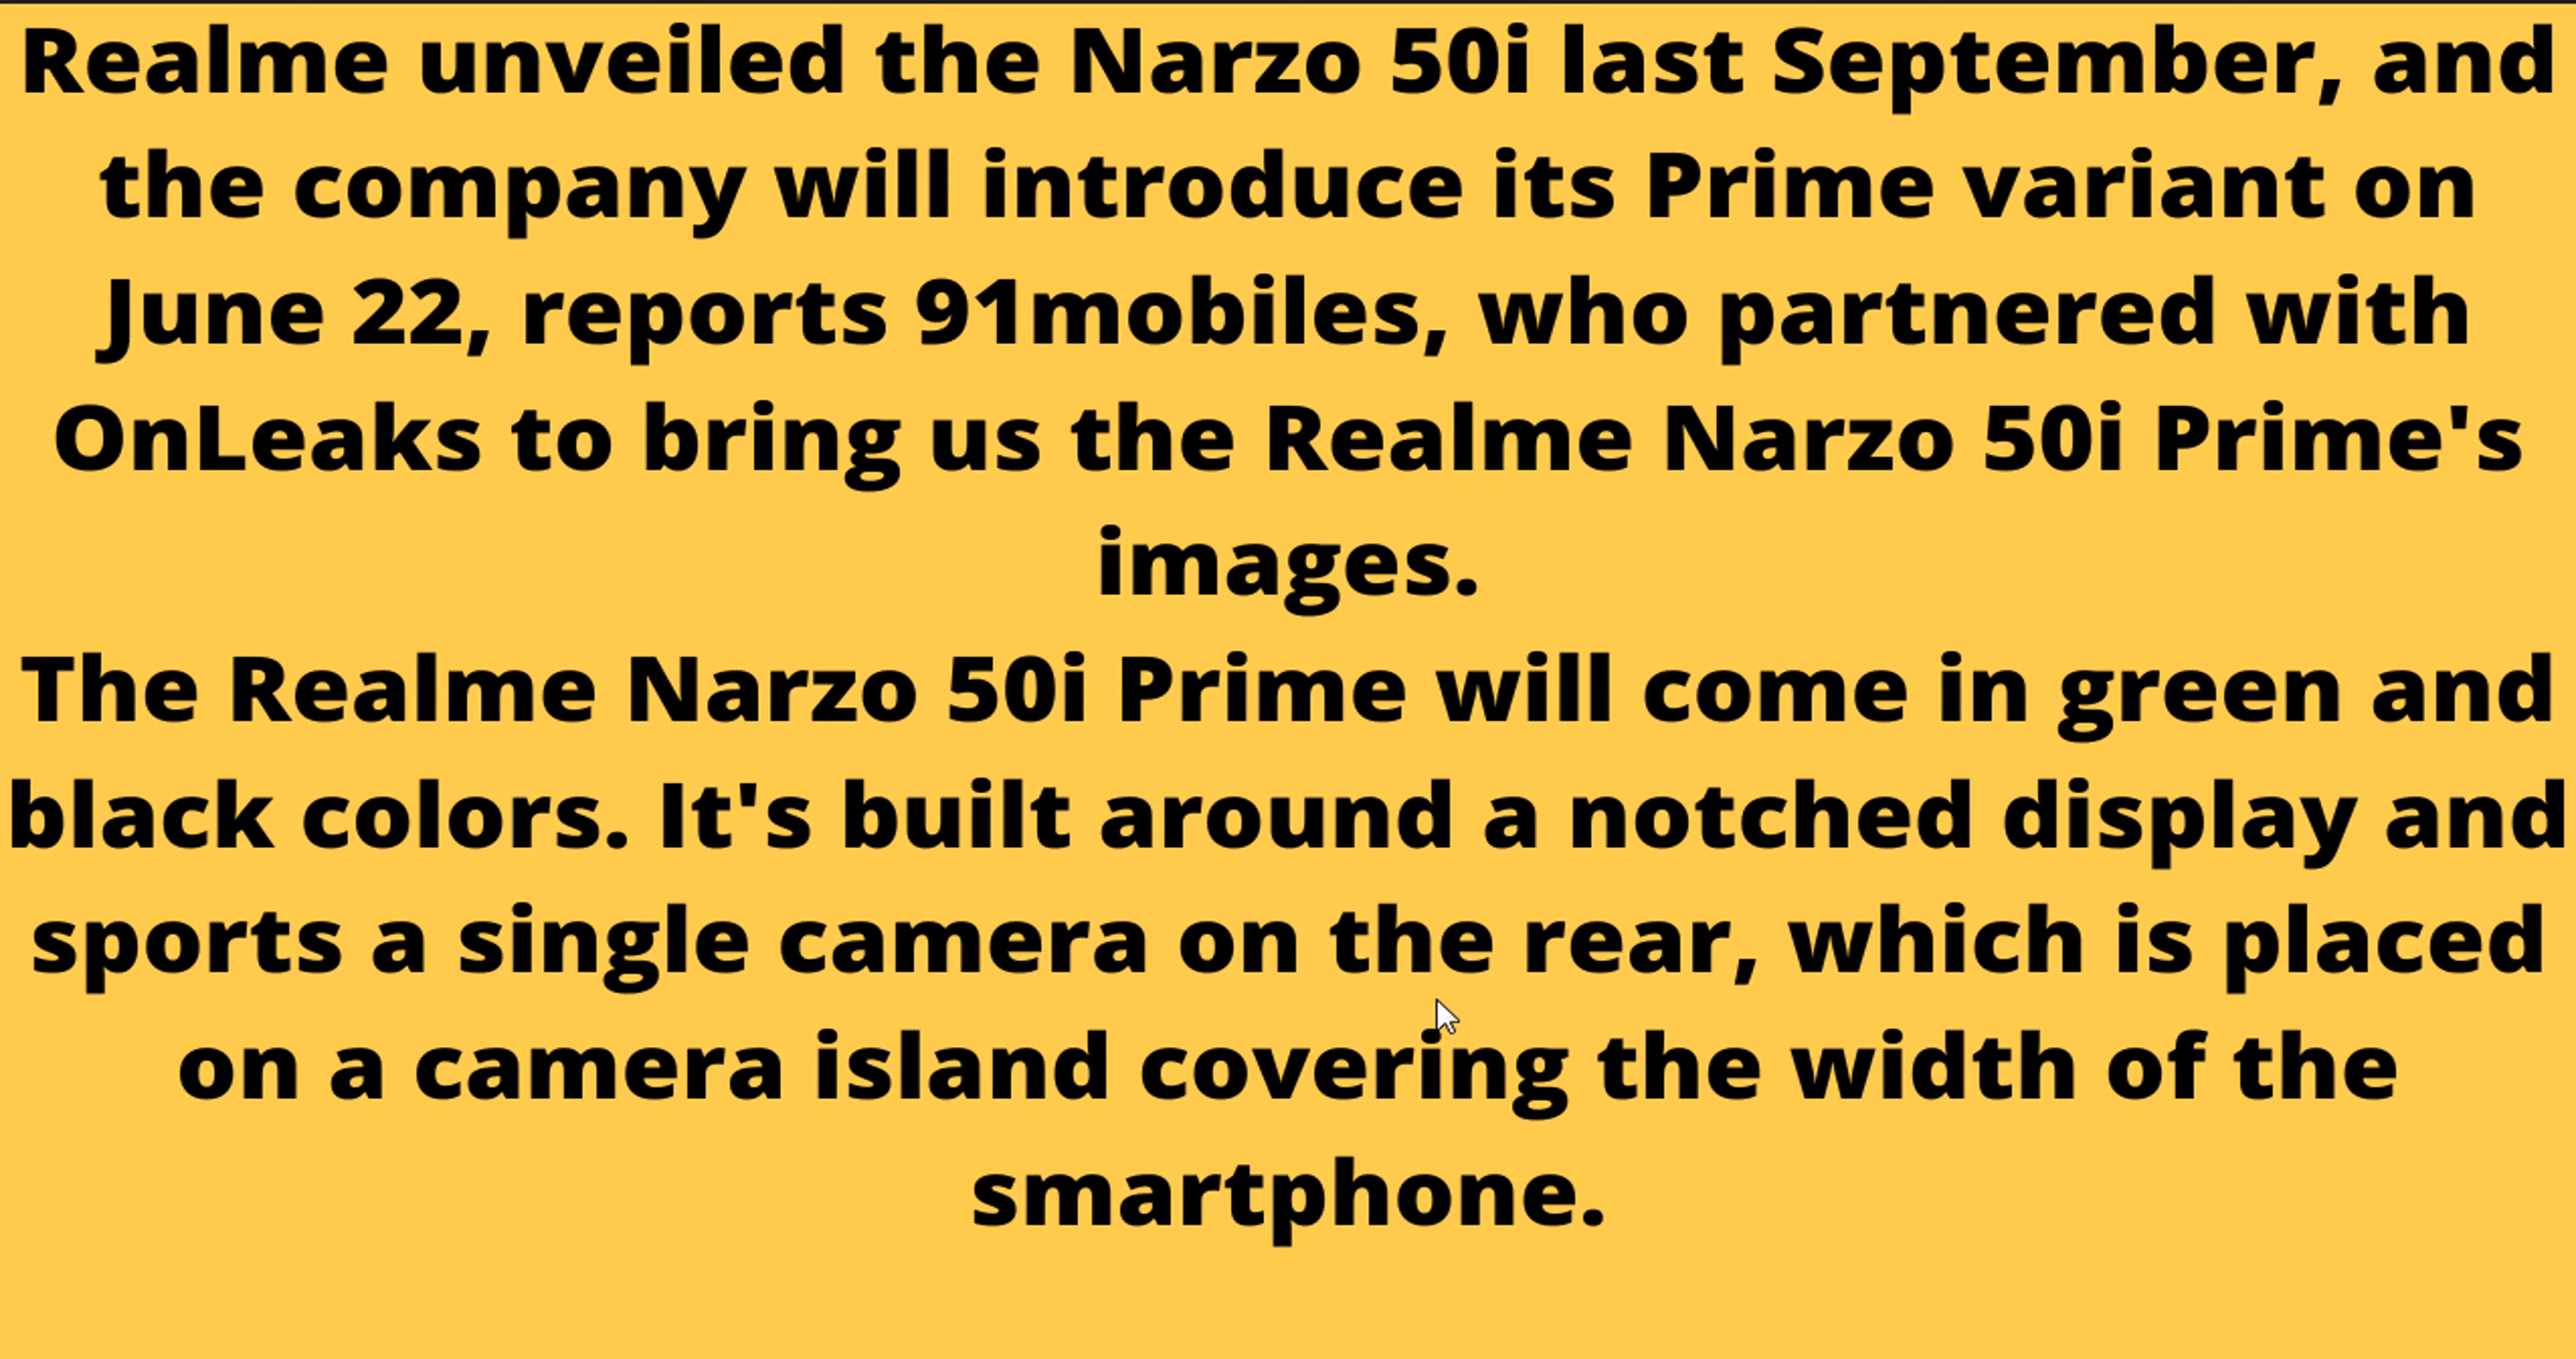 Realme unveiled the Narzo 50i last September, and
the company will introduce its Prime variant on
June 22, reports 91mobiles, who partnered with
OnLeaks to bring us the Realme Narzo 50i Prime's
images.
The Realme Narzo 50i Prime will come in green and
black colors. It's built around a notched display and
sports a single camera on the rear, which is placed
on a camera island covering the width of the
smartphone.